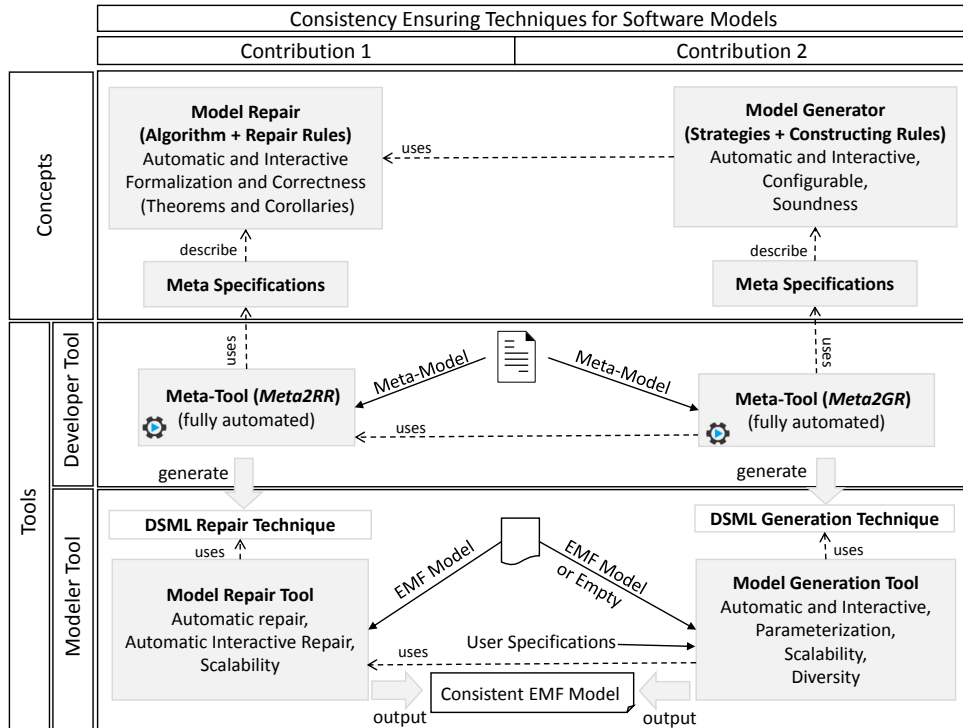 Consistency Ensuring Techniques for Software Models
Contribution 1
Contribution 2
Concepts
Model Repair
(Algorithm + Repair Rules)
Automatic and Interactive
Formalization and Correctness
(Theorems and Corollaries)
uses
Model Generator
(Strategies + Constructing Rules)
Automatic and Interactive,
Configurable,
Soundness
describe
describe
Meta Specifications
Meta Specifications
Tools
Developer Tool
uses
uses
Meta-Model
Meta-Model
Meta-Tool (Meta2RR)
(fully automated)
uses
Meta-Tool (Meta2GR)
(fully automated)
generate
generate
Modeler Tool
DSML Repair Technique
DSML Generation Technique
uses
uses
EMF Model
EMF Model
or Empty
Model Repair Tool
Automatic repair,
Automatic Interactive Repair,
Scalability
User Specifications
uses
Model Generation Tool
Automatic and Interactive,
Parameterization,
Scalability,
Diversity
output
Consistent EMF Model
output